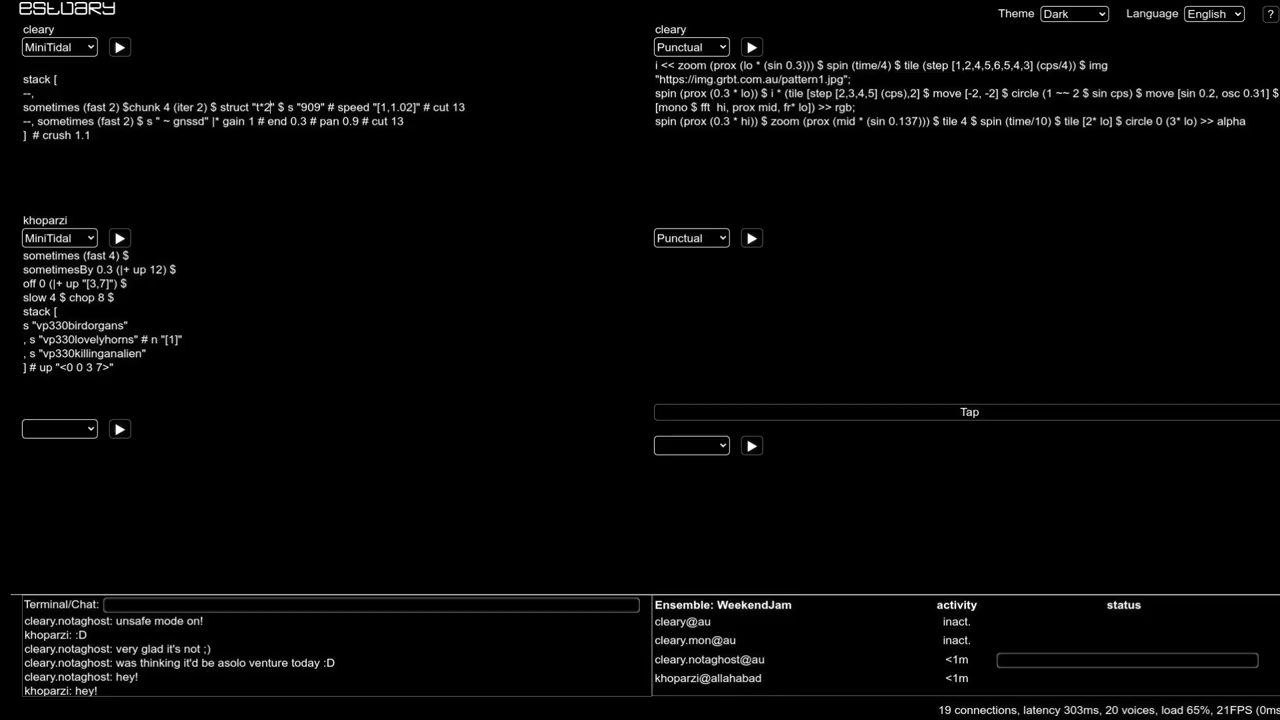 estuary
Theme Dark Language English ?
cleary
MiniTidal
stack [
--,
sometimes (fast 2) $chunk 4 (iter 2) $ struct "t*2" $ s "909" # speed "[1,1.02]" # cut 13
--, sometimes (fast 2) $ s " ~ gnssd" |* gain 1 # end 0.3 # pan 0.9 # cut 13
]  # crush 1.1
cleary
Punctual
i << zoom (prox (lo * (sin 0.3))) $ spin (time/4) $ tile (step [1,2,4,5,6,5,4,3] (cps/4)) $ img
"https://img.grbt.com.au/pattern1.jpg";
spin (prox (0.3 * lo)) $ i * (tile [step [2,3,4,5] (cps),2] $ move [-2, -2] $ circle (1 ~~ 2 $ sin cps) $ move [sin 0.2, osc 0.31] $
[mono $ fft  hi, prox mid, fr* lo]) >> rgb;
spin (prox (0.3 * hi)) $ zoom (prox (mid * (sin 0.137))) $ tile 4 $ spin (time/10) $ tile [2* lo] $ circle 0 (3* lo) >> alpha
khoparzi
MiniTidal
sometimes (fast 4) $
sometimesBy 0.3 (|+ up 12) $
off 0 (|+ up "[3,7]") $
slow 4 $ chop 8 $
stack [
s "vp330birdorgans"
, s "vp330lovelyhorns" # n "[1]"
, s "vp330killinganalien"
] # up "<0 0 3 7>"
Punctual
Tap
Terminal/Chat:
cleary.notaghost: unsafe mode on!
khoparzi: :D
cleary.notaghost: very glad it's not ;)
cleary.notaghost: was thinking it'd be asolo venture today :D
cleary.notaghost: hey!
khoparzi: hey!
Ensemble: WeekendJam activity status
cleary@au inact.
cleary.mon@au inact.
cleary.notaghost@au <1m
khoparzi@allahabad <1m
19 connections, latency 303ms, 20 voices, load 65%, 21FPS (0ms